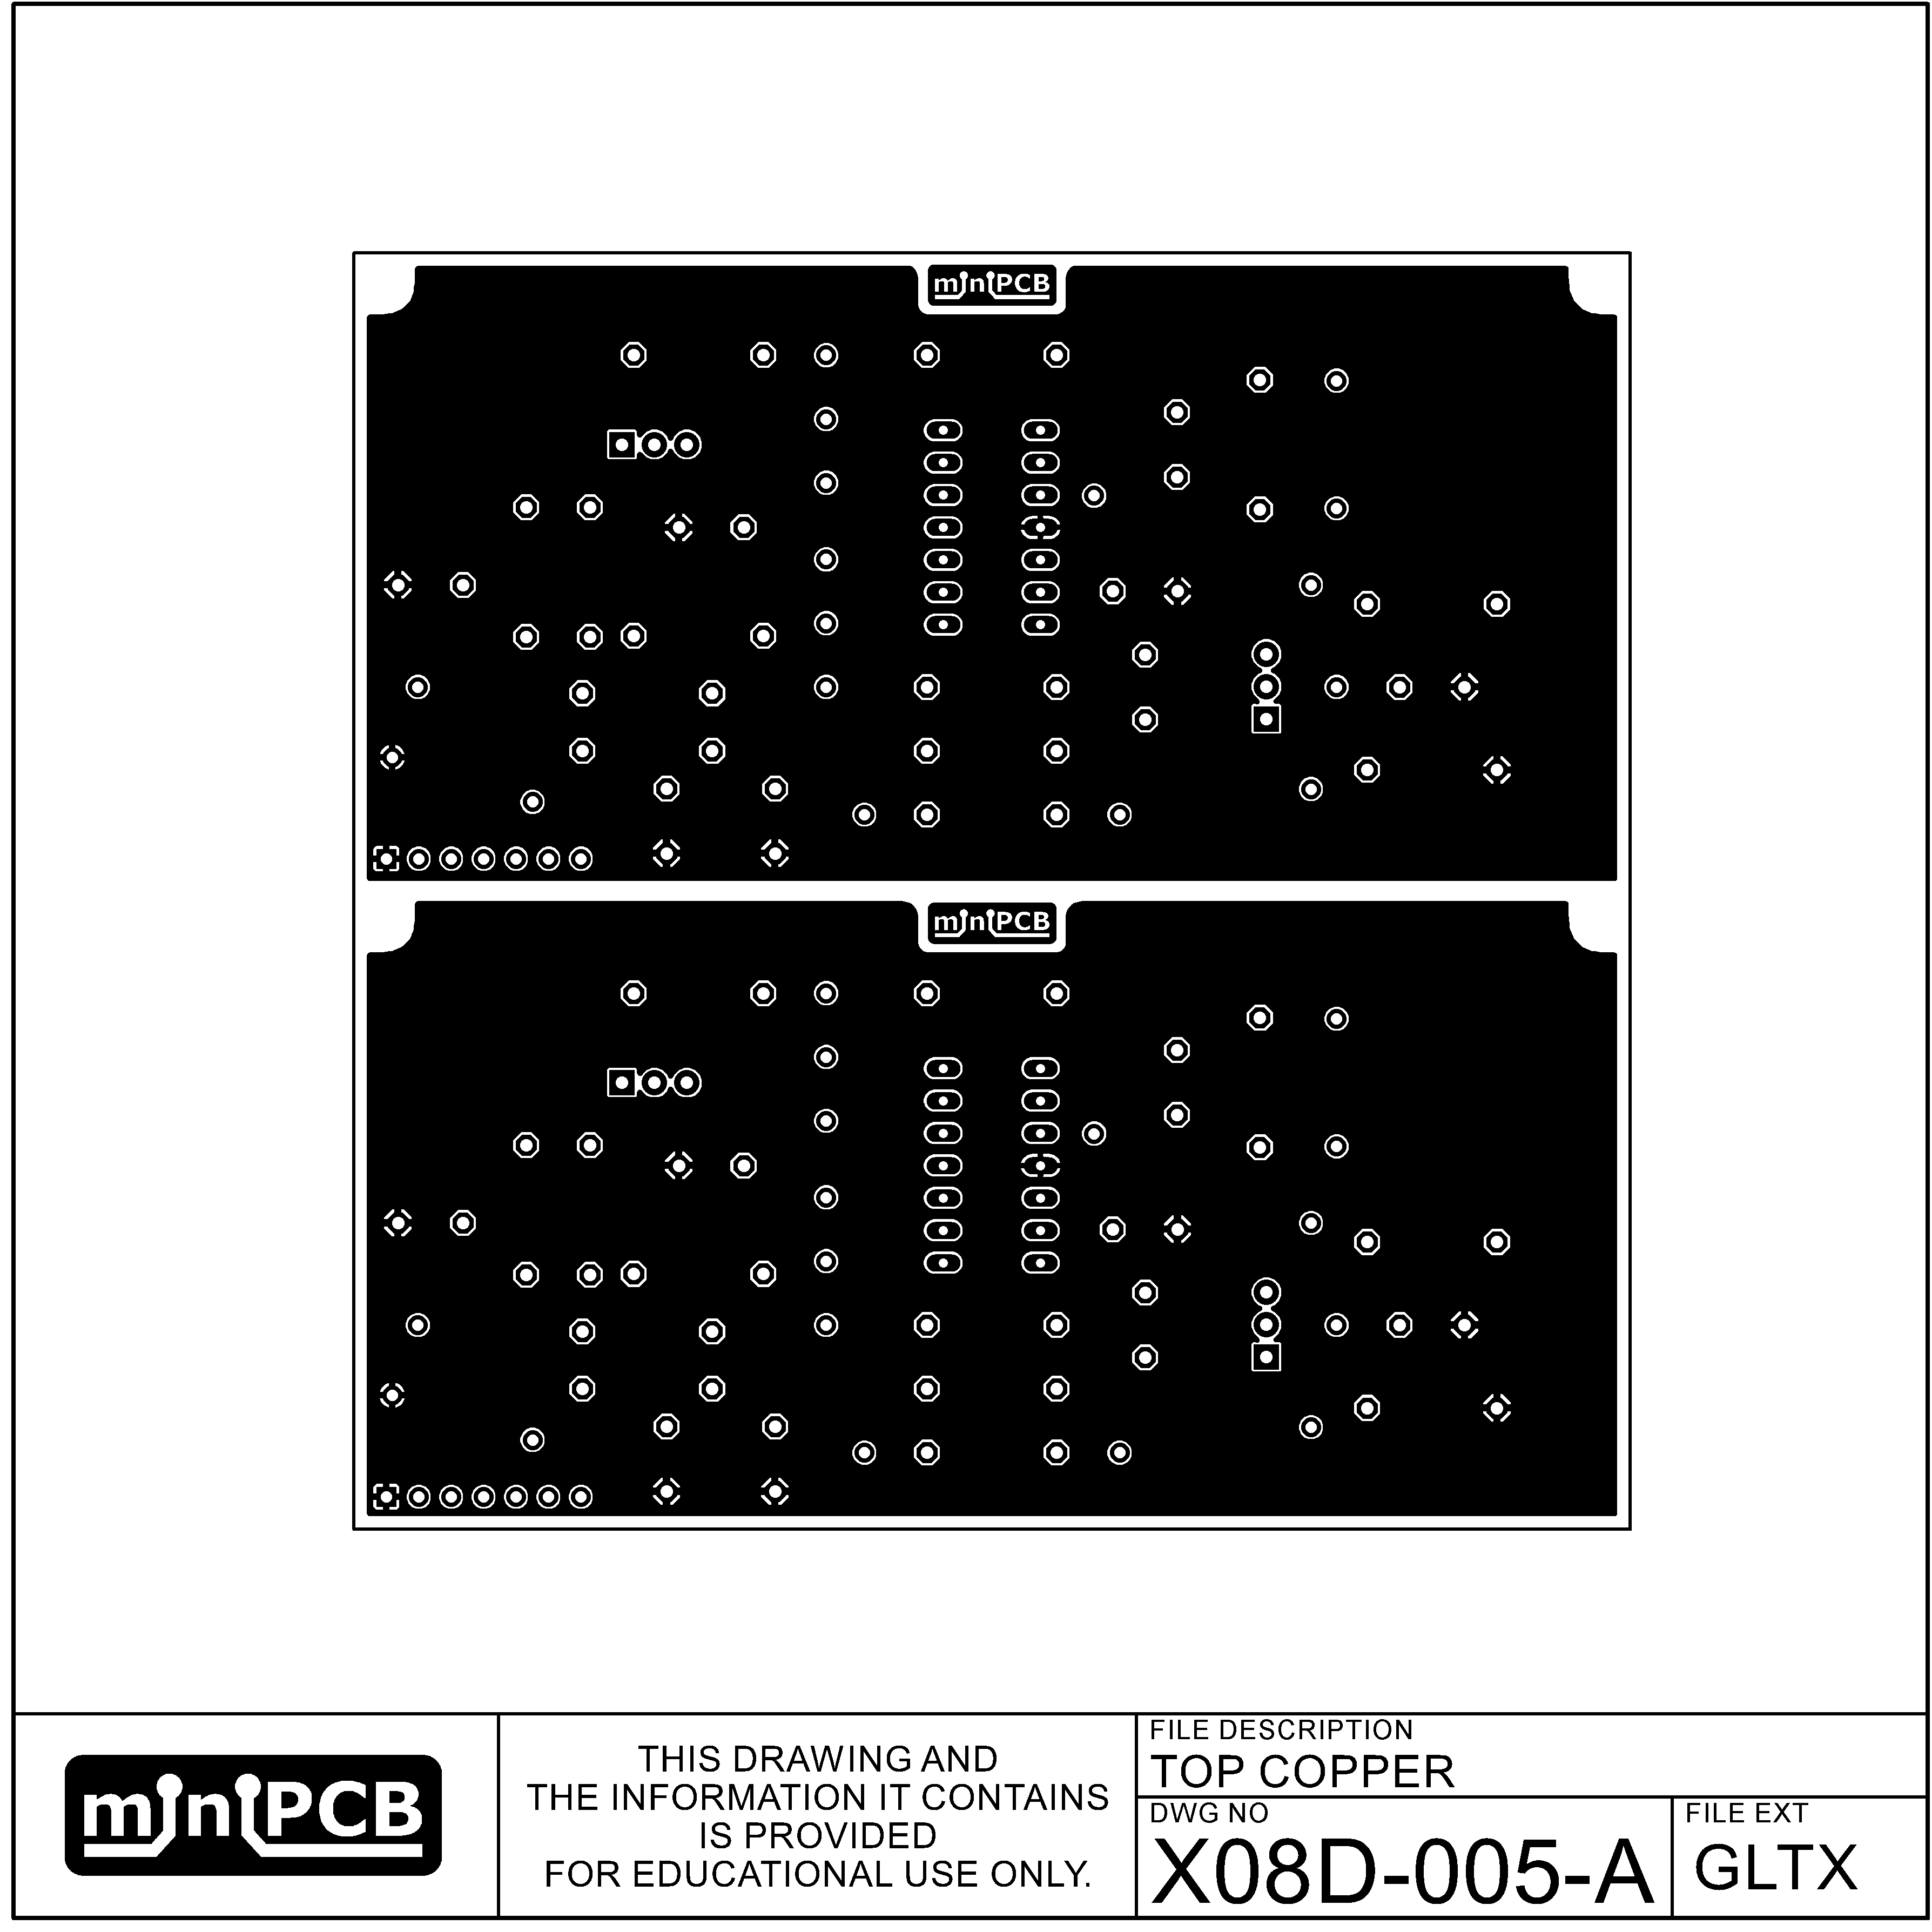 miniPCB
miniPCB
miniPCB
THIS DRAWING AND
THE INFORMATION IT CONTAINS
IS PROVIDED
FOR EDUCATIONAL USE ONLY.
FILE DESCRIPTION
TOP COPPER
DWG NO
X08D-005-A
FILE EXT
GLTX